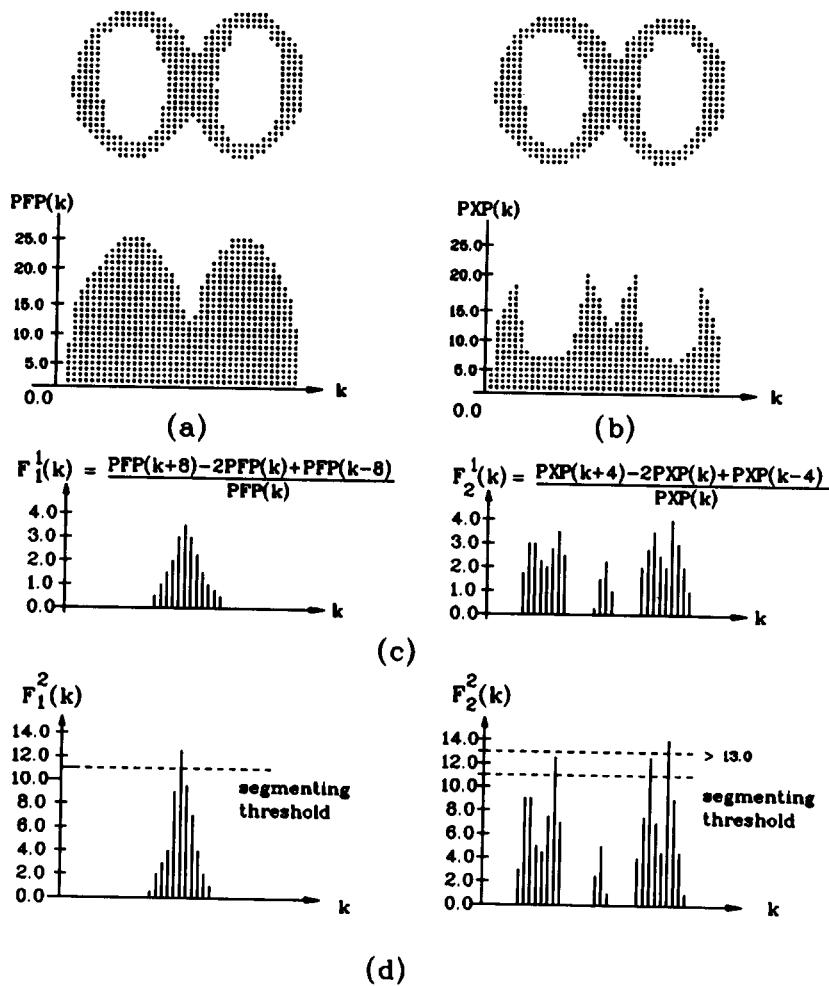 PFP(k)
25.0
20.0
15.0
10.0
5.0
0.0
k
(a)
PXP(k)
25.0
20.0
15.0
10.0
5.0
0.0
k
(b)
F₁¹(k) = PFP(k+8)-2PFP(k)+PFP(k-8)
PFP(k)
4.0
3.0
2.0
1.0
0.0
k
F₂¹(k) = PXP(k+4)-2PXP(k)+PXP(k-4)
PXP(k)
4.0
3.0
2.0
1.0
0.0
k
(c)
F₁²(k)
14.0
12.0
10.0
8.0
6.0
4.0
2.0
0.0
segmenting
threshold
k
F₂²(k)
14.0
12.0
10.0
8.0
6.0
4.0
2.0
0.0
> 13.0
segmenting
threshold
k
(d)